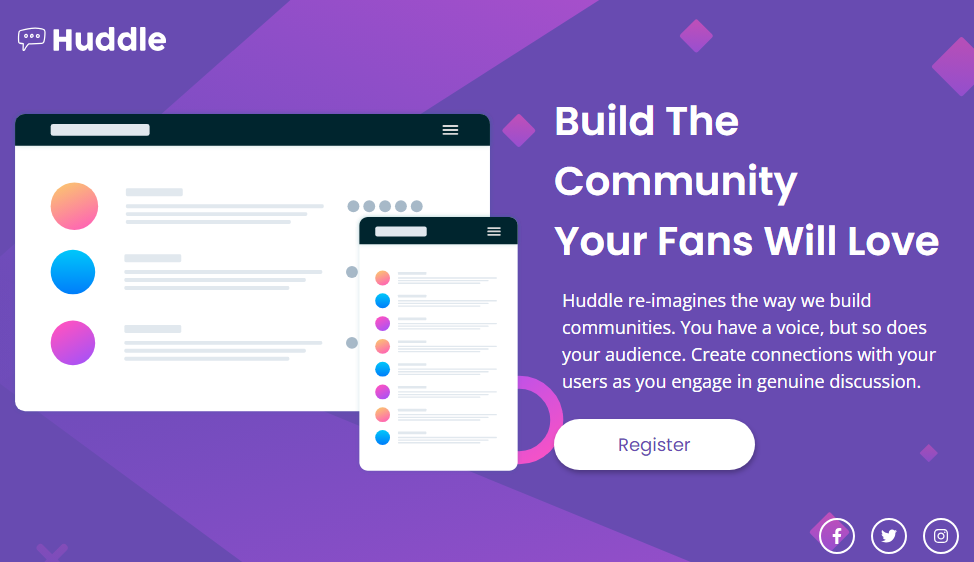 Huddle
Build The
Community
Your Fans Will Love
Huddle re-imagines the way we build
communities. You have a voice, but so does
your audience. Create connections with your
users as you engage in genuine discussion.
Register